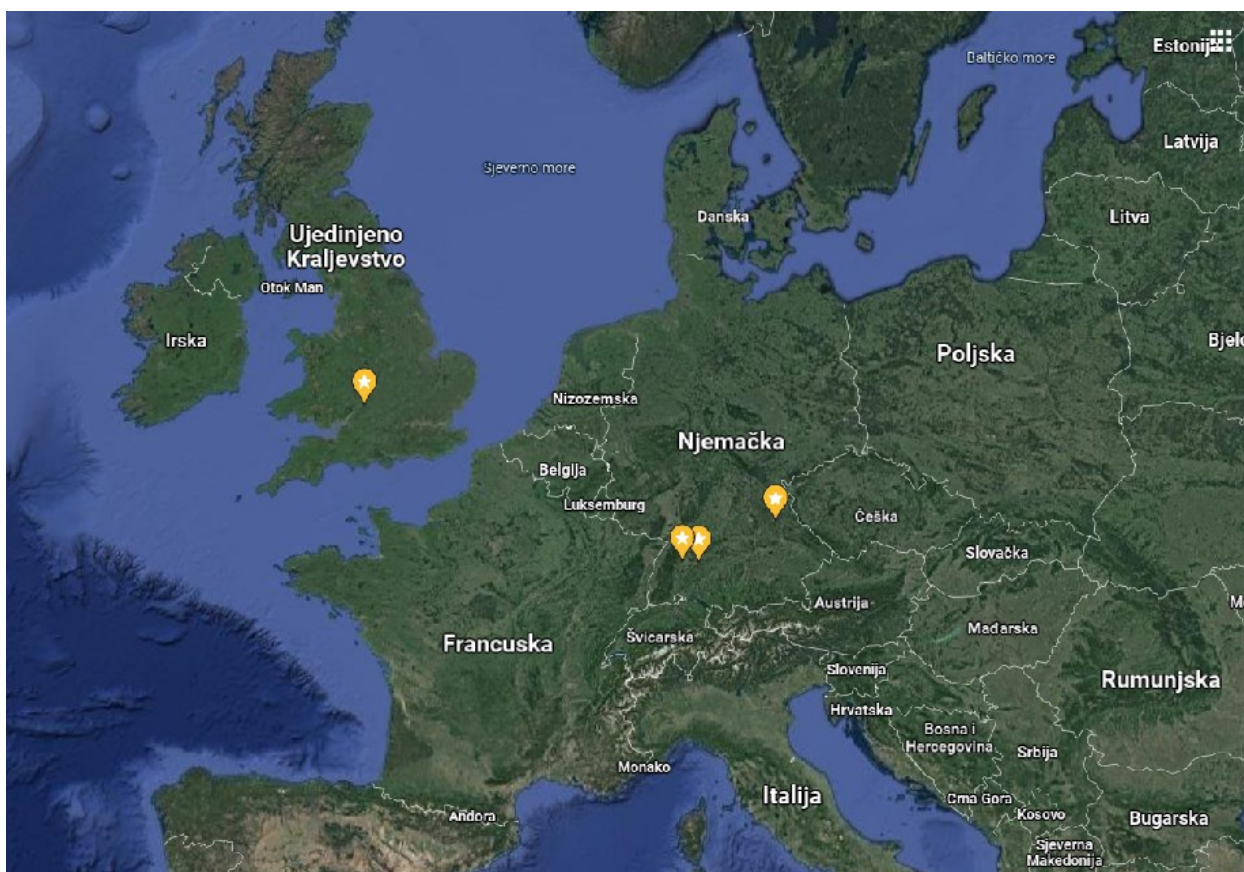 Estonija
Baltičko more
Latvija
Sjeverno more
Danska
Litva
Ujedinjeno
Kraljevstvo
Otok Man
Irska
Poljska
Nizozemska
Njemačka
Belgija
Luksemburg
Češka
Slovačka
Austrija
Mađarska
Švicarska
Francuska
Slovenija
Rumunjska
Hrvatska
Bosna i
Hercegovina
Srbija
Monako
Italija
Crna Gora
Kosovo
Bugarska
Andora
Sjeverna
Makedonija